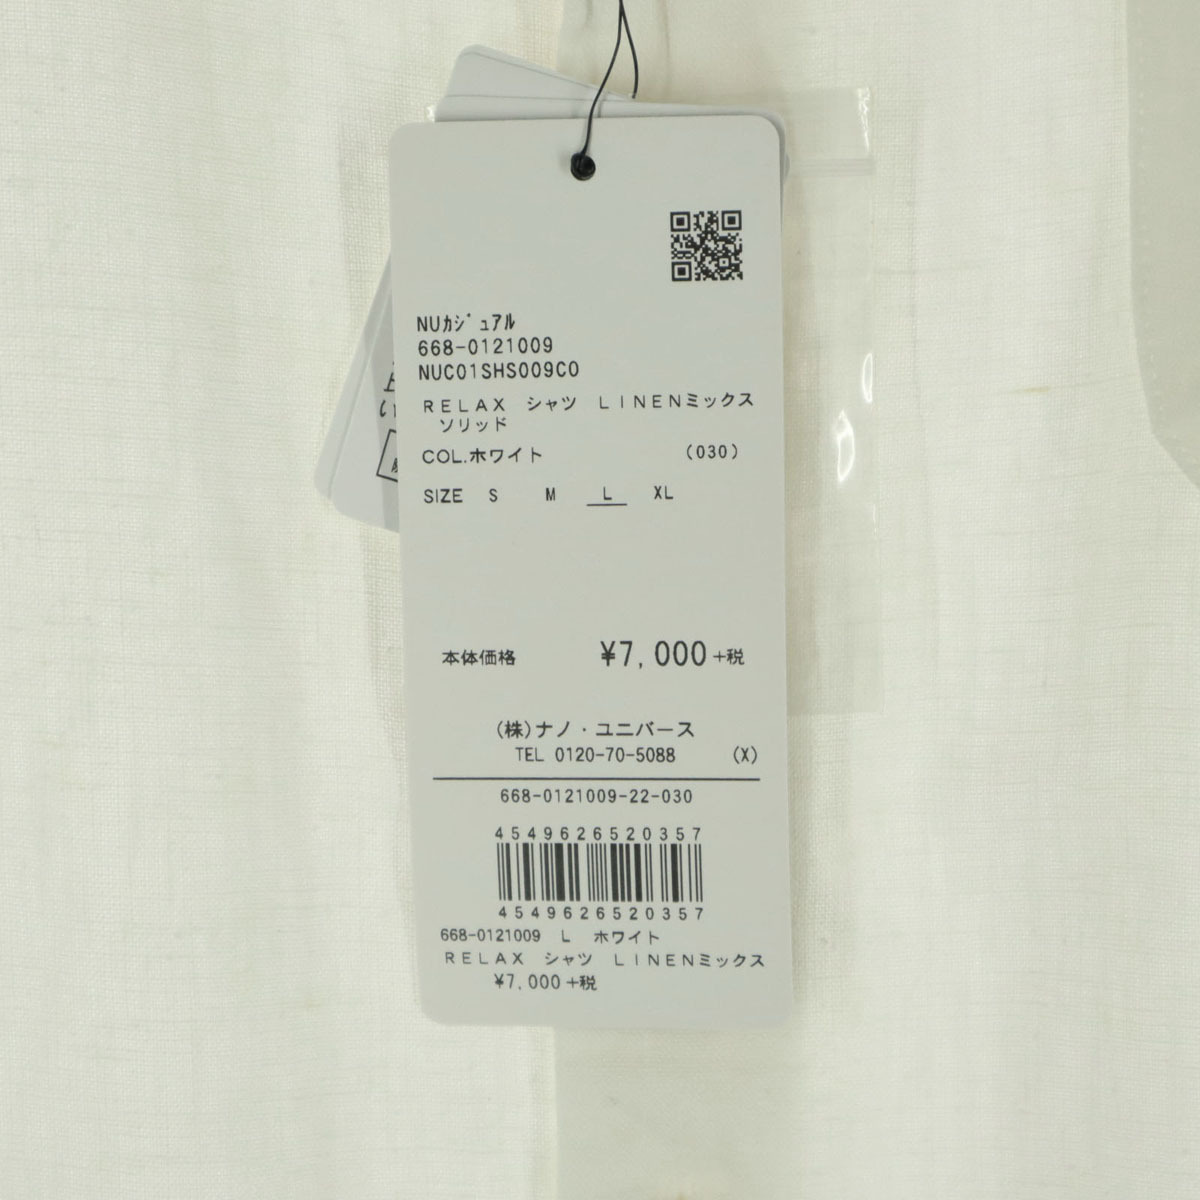 NUカジュアル
668-0121009
NUC01SHS009CO
RELAX シャツ LINENミックス
ソリッド
COL.ホワイト (030)
SIZE S M L XL
本体価格 ¥7,000+税
(株)ナノ・ユニバース
TEL 0120-70-5088 (X)
668-0121009-22-030
4549626520357
4549626520357
668-0121009 L ホワイト
RELAX シャツ LINENミックス
¥7,000+税